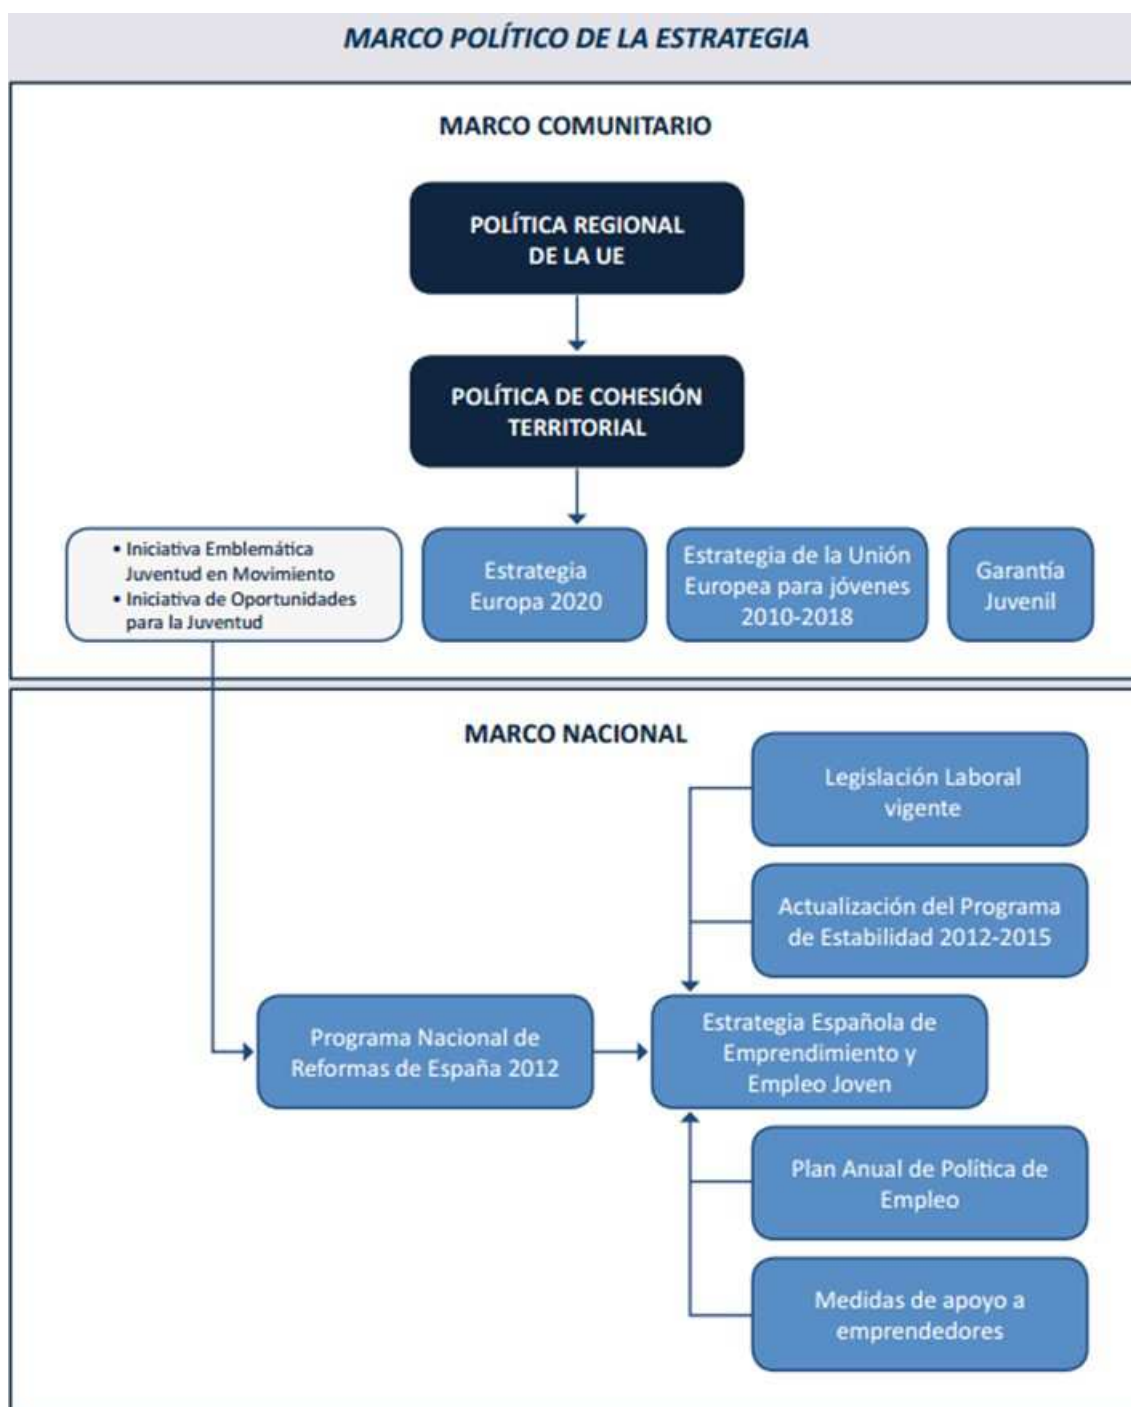 MARCO POLÍTICO DE LA ESTRATEGIA
MARCO COMUNITARIO
POLÍTICA REGIONAL
DE LA UE
POLÍTICA DE COHESIÓN
TERRITORIAL
• Iniciativa Emblemática
Juventud en Movimiento
• Iniciativa de Oportunidades
para la Juventud
Estrategia
Europa 2020
Estrategia de la Unión
Europea para jóvenes
2010-2018
Garantía
Juvenil
MARCO NACIONAL
Legislación Laboral
vigente
Actualización del Programa
de Estabilidad 2012-2015
Programa Nacional de
Reformas de España 2012
Estrategia Española de
Emprendimiento y
Empleo Joven
Plan Anual de Política de
Empleo
Medidas de apoyo a
emprendedores